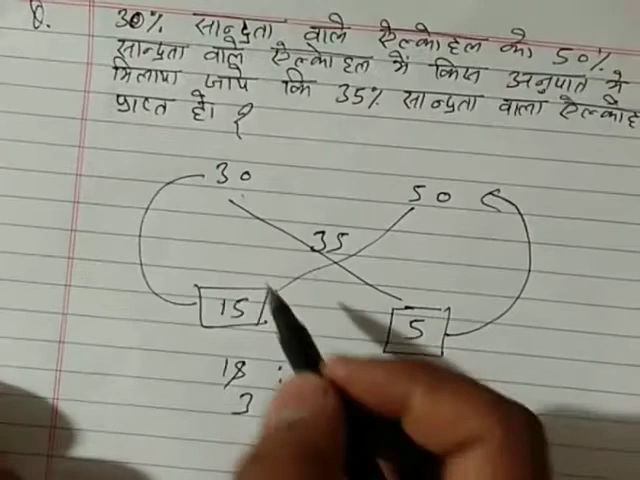 Q. 30% सान्द्रता वाले ऐल्कोहल को 50%
सान्द्रता वाले ऐल्कोहल में किस अनुपात में
मिलाया जाये कि 35% सान्द्रता वाला ऐल्कोह
प्राप्त हो ?
30 50
35
15 5
15 :
3